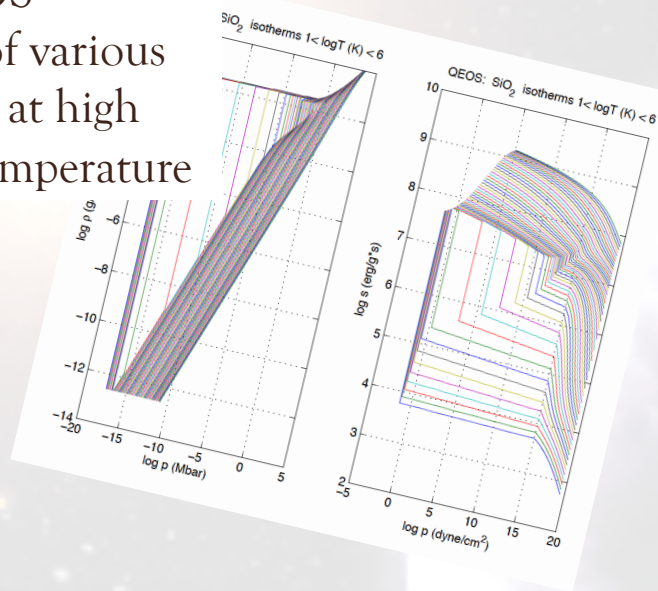 of various
at high
mperature
SiO2 isotherms 1< logT (K) < 6
log ρ (g/
−6
−8
−10
−12
−14
−20
−15
−10
−5
0
5
log p (Mbar)
QEOS: SiO2 isotherms 1< logT (K) < 6
log s (erg/g*s)
10
9
8
7
6
5
4
3
2
−5
0
5
10
15
20
log p (dyne/cm2)